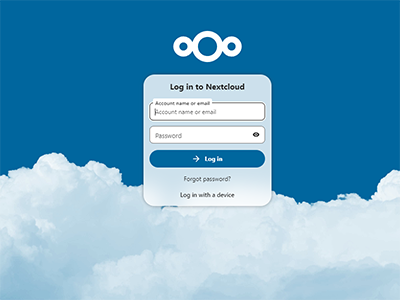 Log in to Nextcloud
Account name or email
Account name or email
Password
Log in
Forgot password?
Log in with a device